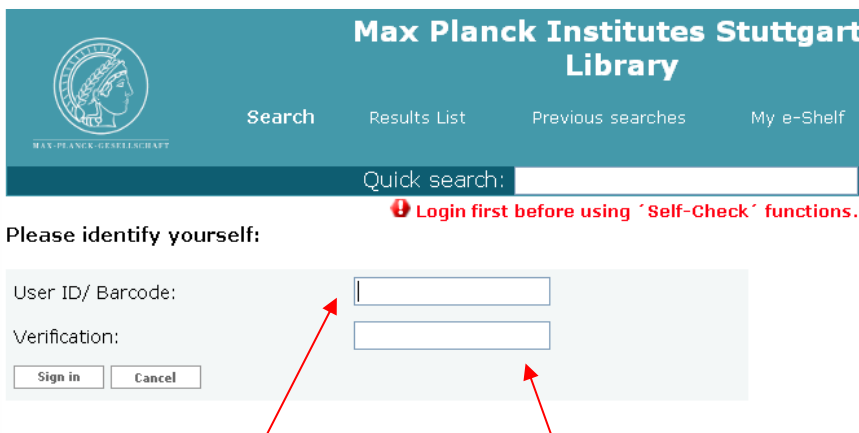 Max Planck Institutes Stuttgart
Library
MAX-PLANCK-GESELLSCHAFT
Search Results List Previous searches My e-Shelf
Quick search:
Login first before using ´Self-Check´ functions.
Please identify yourself:
User ID/ Barcode:
Verification:
Sign in Cancel